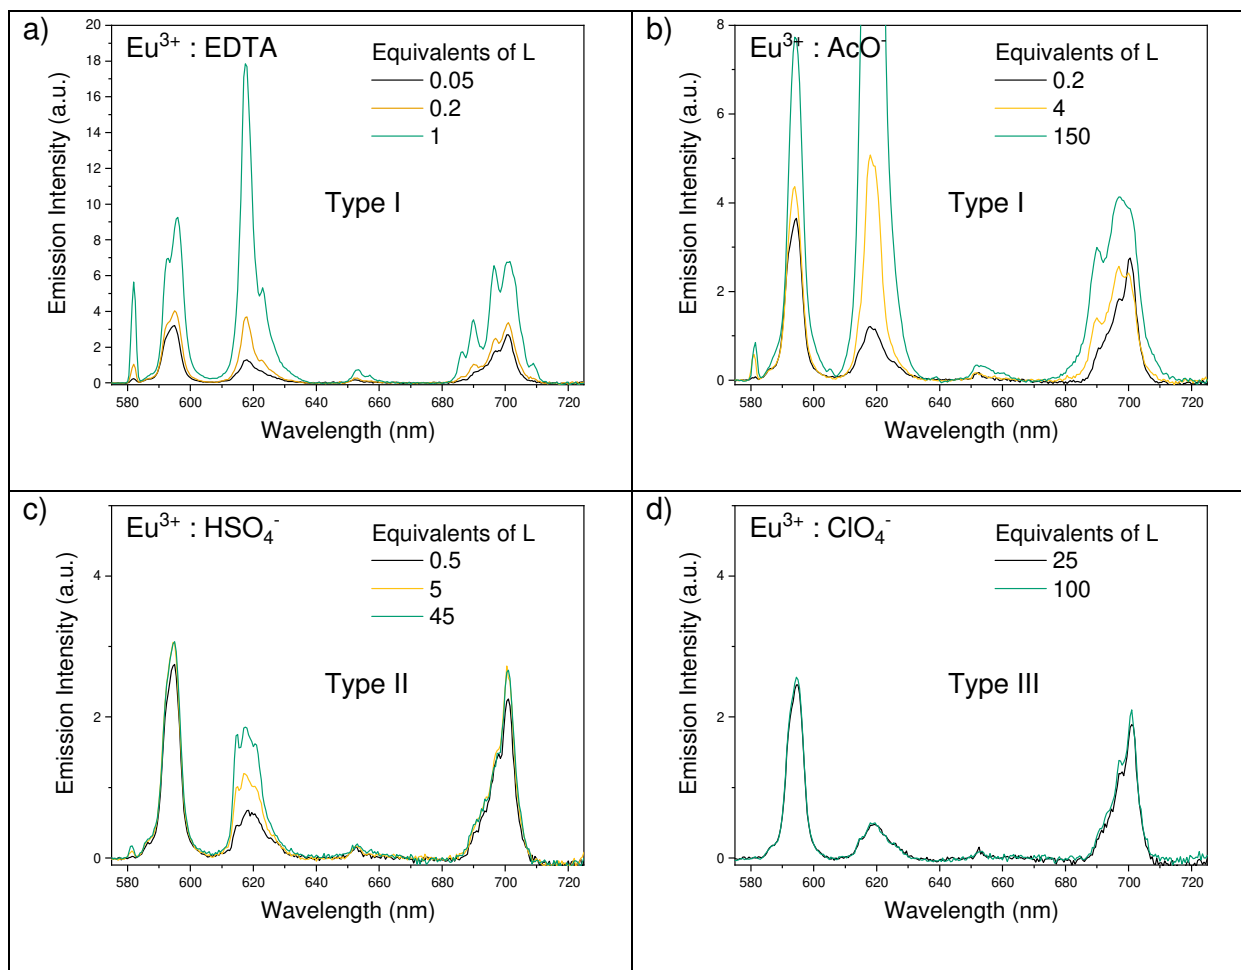 a)
Eu³⁺ : EDTA
Equivalents of L
0.05
0.2
1
Type I
20
18
16
14
12
10
8
6
4
2
0
Emission Intensity (a.u.)
580 600 620 640 660 680 700 720
Wavelength (nm)
b)
Eu³⁺ : AcO⁻
Equivalents of L
0.2
4
150
Type I
8
6
4
2
0
Emission Intensity (a.u.)
580 600 620 640 660 680 700 720
Wavelength (nm)
c)
Eu³⁺ : HSO₄⁻
Equivalents of L
0.5
5
45
Type II
4
2
0
Emission Intensity (a.u.)
580 600 620 640 660 680 700 720
Wavelength (nm)
d)
Eu³⁺ : ClO₄⁻
Equivalents of L
25
100
Type III
4
2
0
Emission Intensity (a.u.)
580 600 620 640 660 680 700 720
Wavelength (nm)